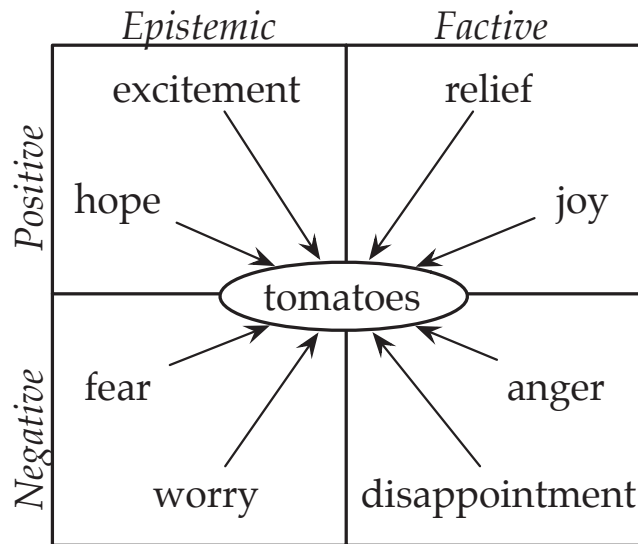 Epistemic Factive
Positive
excitement relief
hope joy
tomatoes
Negative
fear anger
worry disappointment